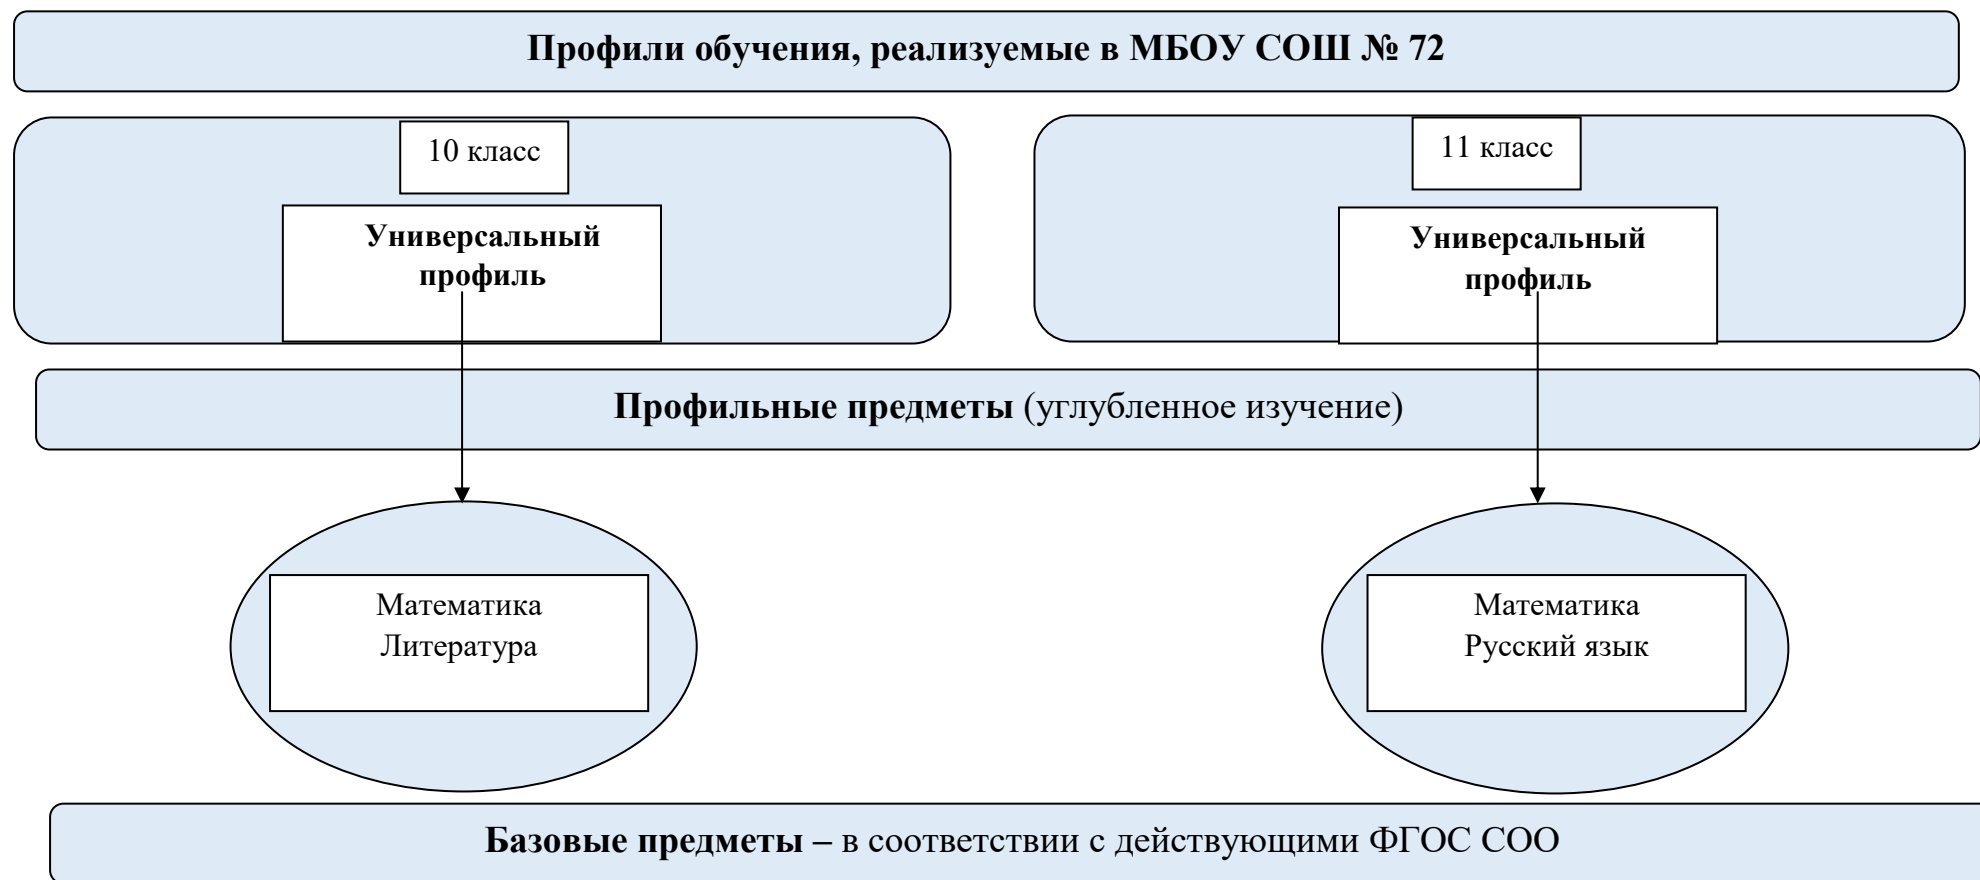 Профили обучения, реализуемые в МБОУ СОШ № 72
10 класс
Универсальный
профиль
11 класс
Универсальный
профиль
Профильные предметы (углубленное изучение)
Математика
Литература
Математика
Русский язык
Базовые предметы – в соответствии с действующими ФГОС СОО